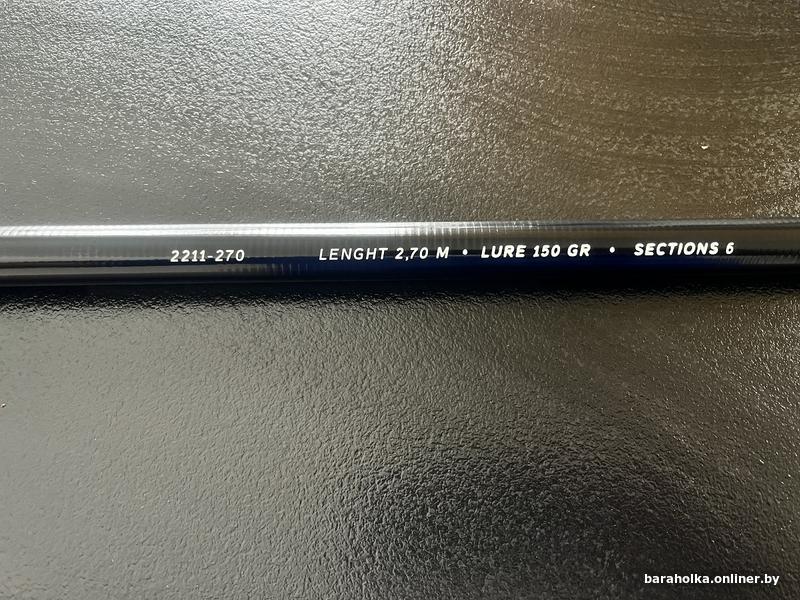 2211-270 LENGHT 2,70 M • LURE 150 GR • SECTIONS 6
baraholka.onliner.by